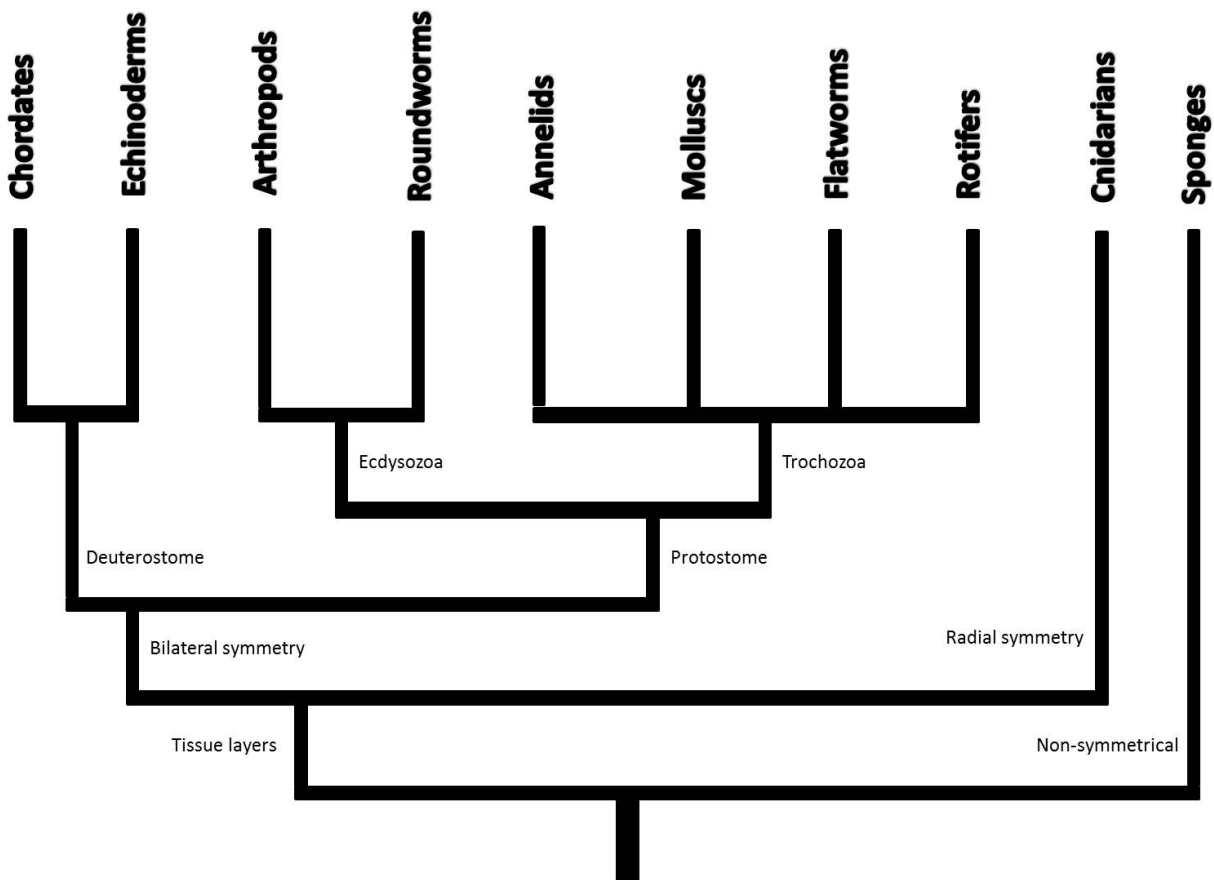 Chordates
Echinoderms
Arthropods
Roundworms
Annelids
Molluscs
Flatworms
Rotifers
Cnidarians
Sponges
Ecdysozoa
Trochozoa
Deuterostome
Protostome
Bilateral symmetry
Radial symmetry
Tissue layers
Non-symmetrical